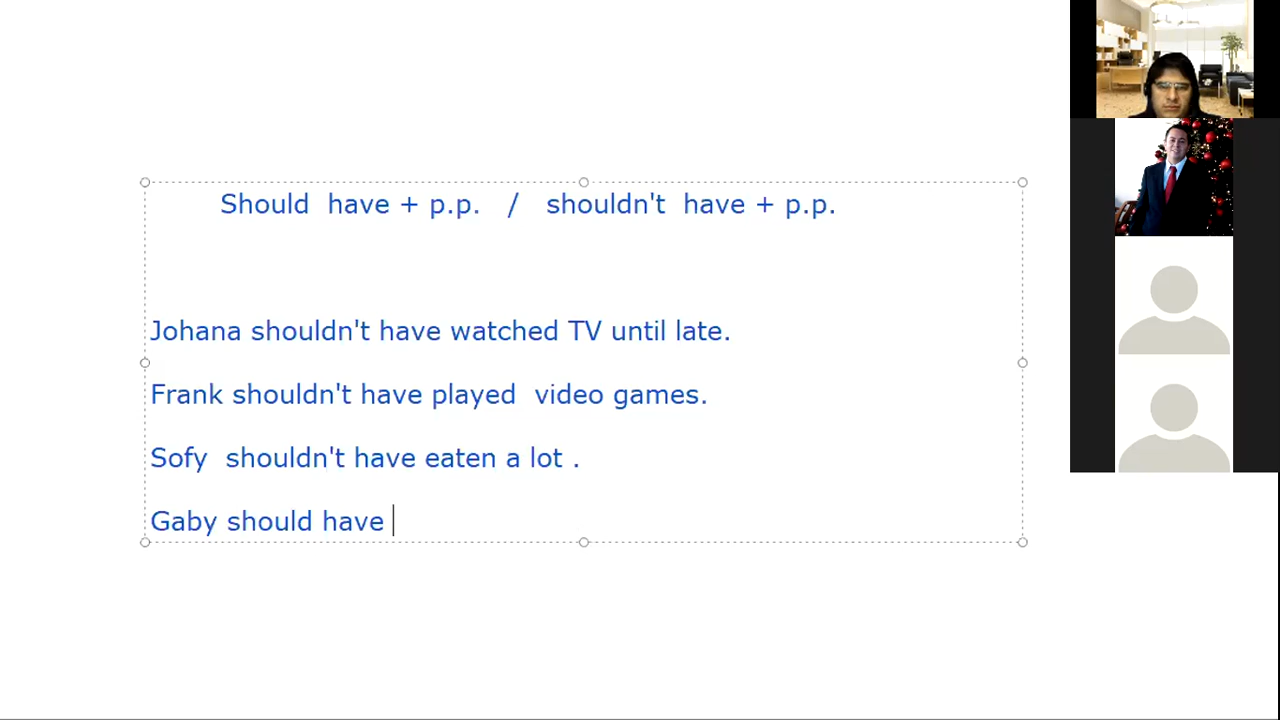 Should have + p.p. / shouldn't have + p.p.
Johana shouldn't have watched TV until late.
Frank shouldn't have played video games.
Sofy shouldn't have eaten a lot .
Gaby should have